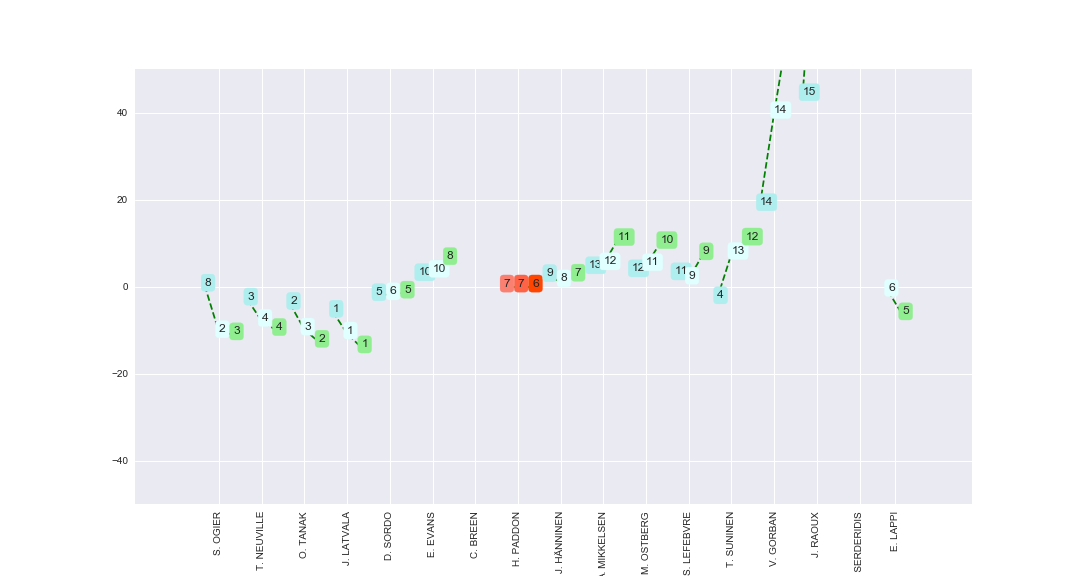 40
20
0
−20
−40
8 2 3
3 4 4
2 3 2
1 1 1
5 6 5
10 10 8
7 7 6
9 8 7
13 12 11
12 11 10
11 9 9
4 13 12
14 14
15
6 5
S. OGIER
T. NEUVILLE
O. TANAK
J. LATVALA
D. SORDO
E. EVANS
C. BREEN
H. PADDON
J. HANNINEN
A. MIKKELSEN
M. OSTBERG
S. LEFEBVRE
T. SUNINEN
V. GORBAN
J. RAOUX
SERDERIDIS
E. LAPPI